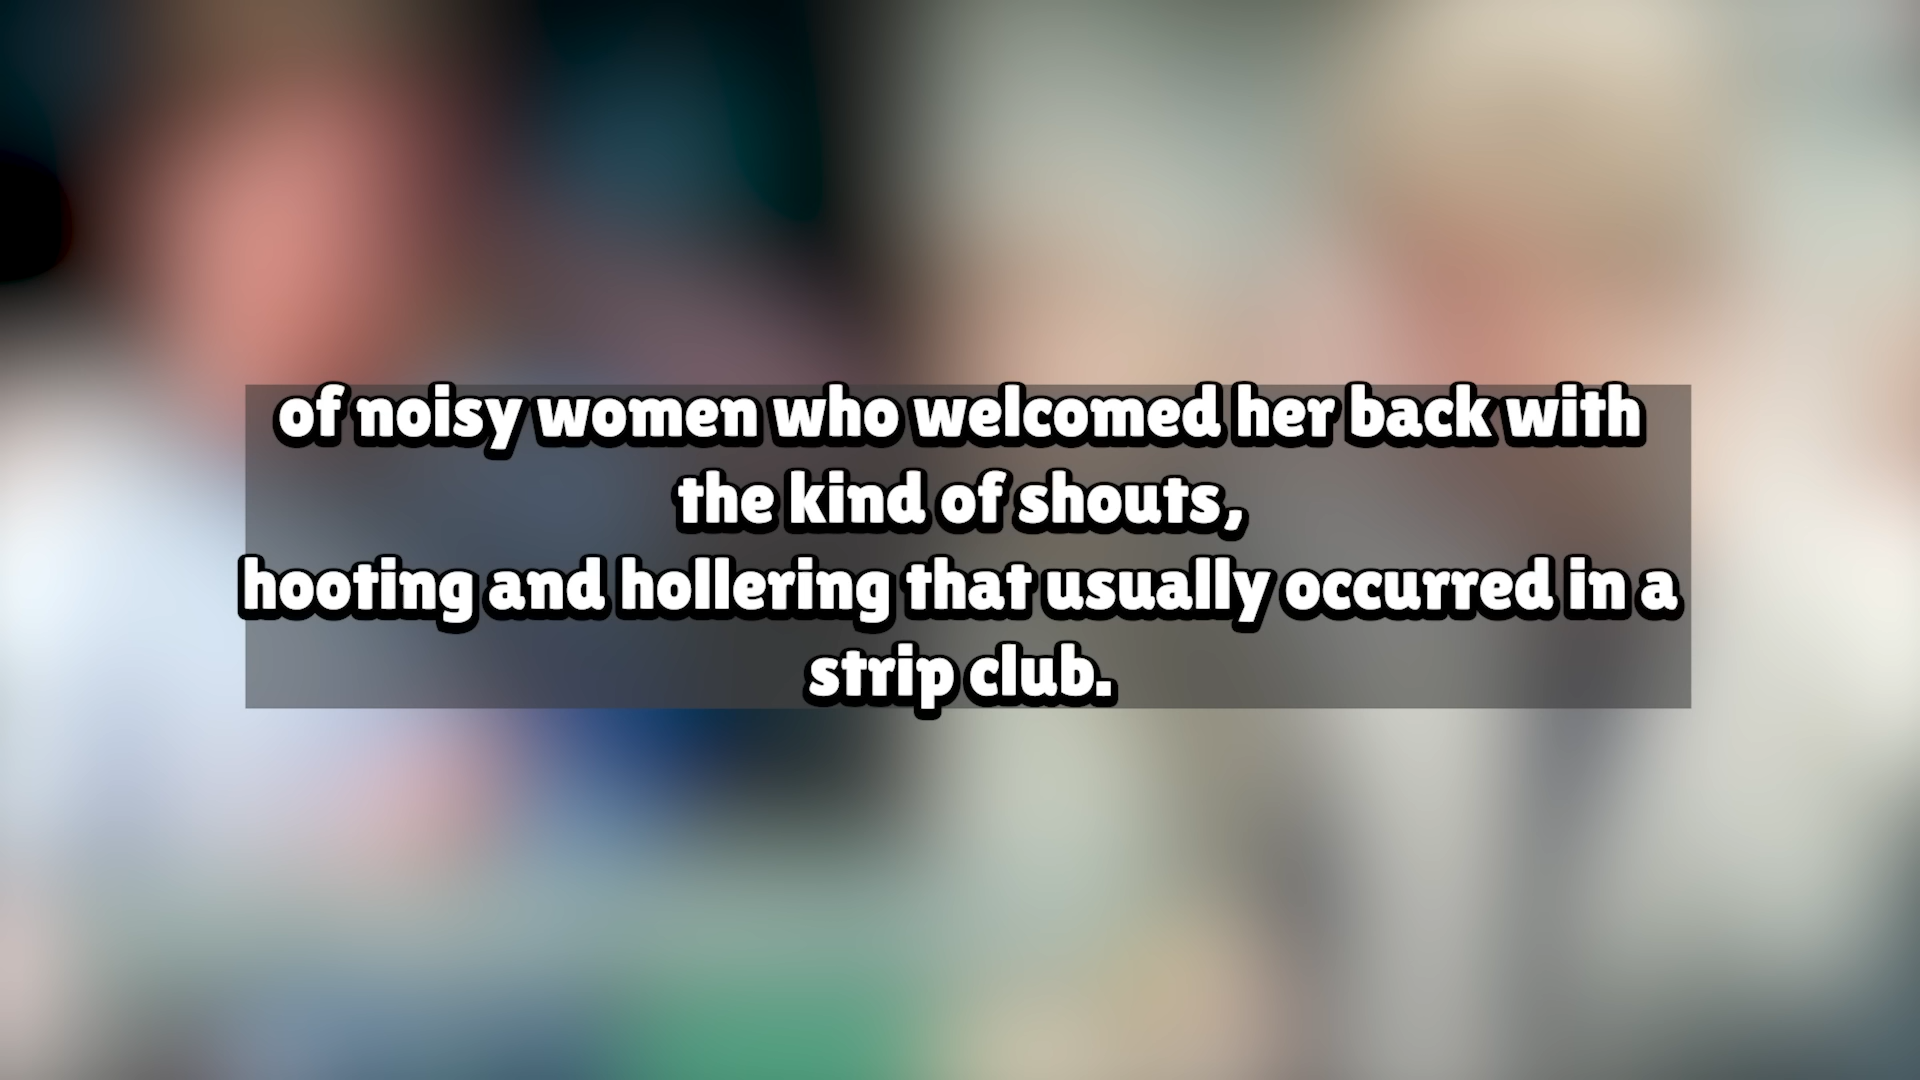 of noisy women who welcomed her back with
the kind of shouts,
hooting and hollering that usually occurred in a
strip club.